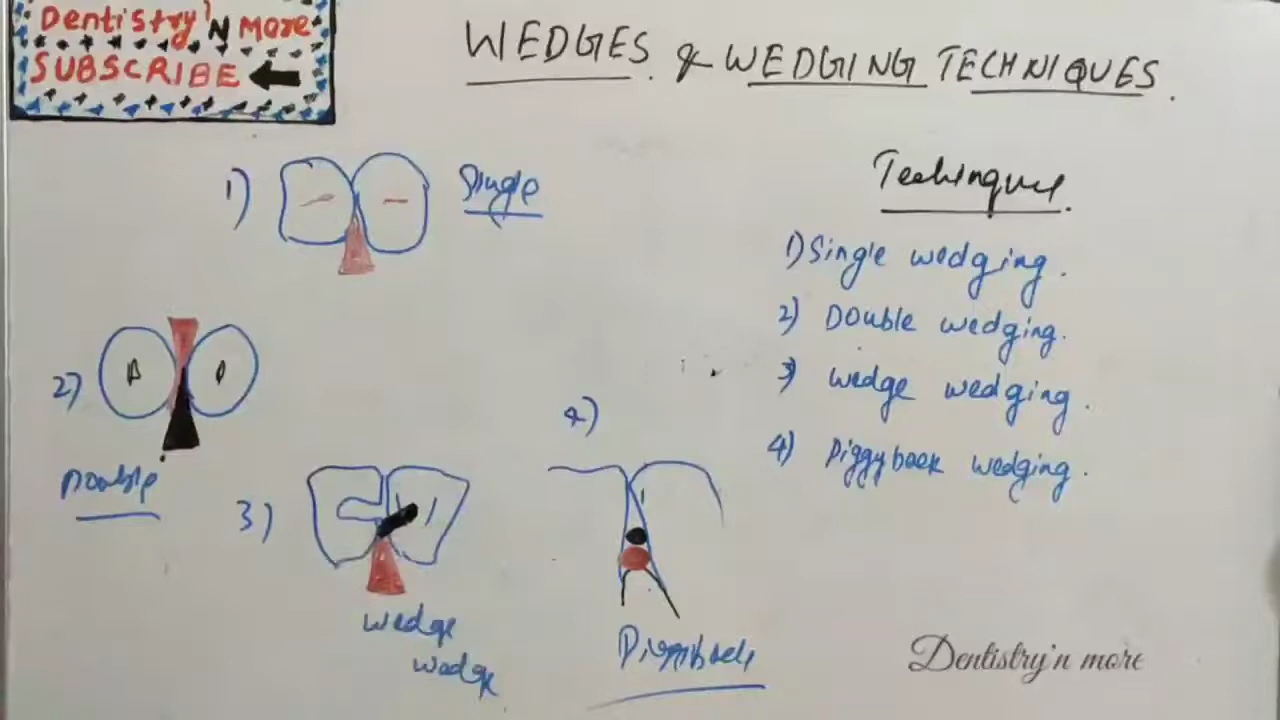 Dentistry'N More
SUBSCRIBE
WEDGES & WEDGING TECHNIQUES.
Techinques.
1) Single wedging.
2) Double wedging.
3) wedge wedging.
4) Piggyback wedging.
1)
Single
2)
B
Double
3)
wedge
wedge
4)
Piggyback
Dentistry'n more